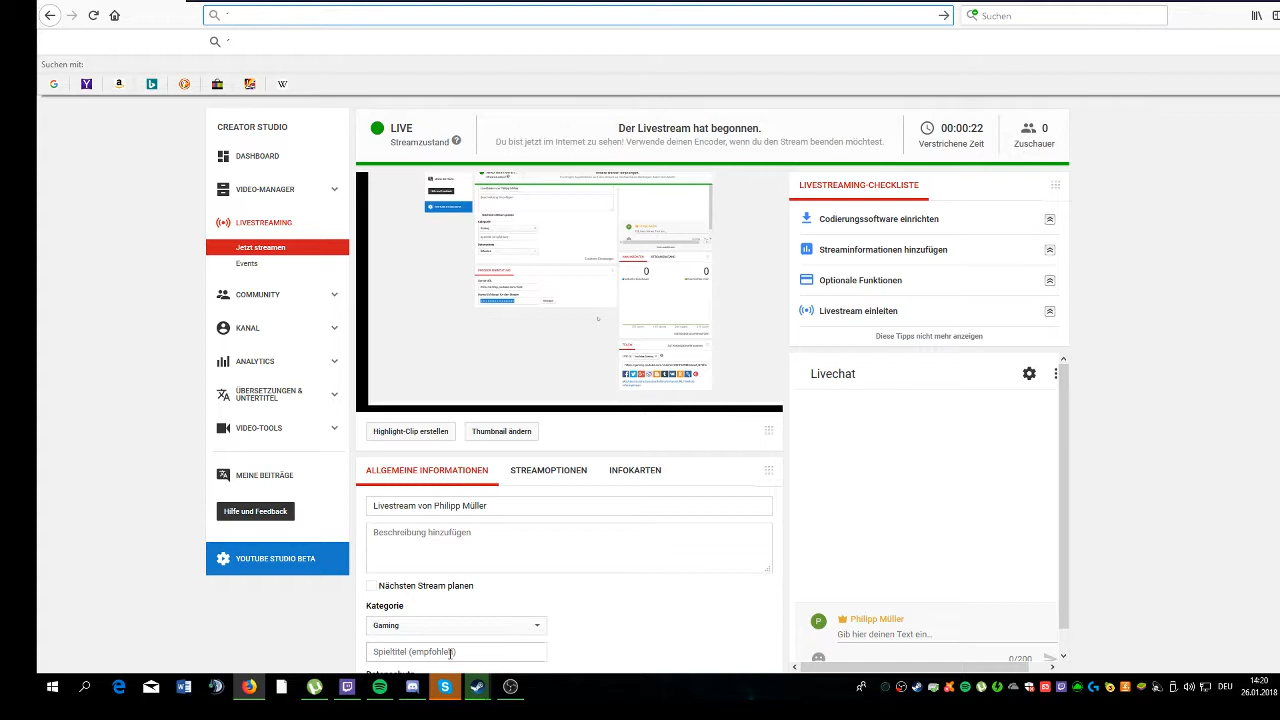 ´
Suchen
´
Suchen mit:
CREATOR STUDIO
DASHBOARD
VIDEO-MANAGER
LIVESTREAMING
Jetzt streamen
Events
COMMUNITY
KANAL
ANALYTICS
ÜBERSETZUNGEN &
UNTERTITEL
VIDEO-TOOLS
MEINE BEITRÄGE
Hilfe und Feedback
YOUTUBE STUDIO BETA
LIVE
Streamzustand
Der Livestream hat begonnen.
Du bist jetzt im Internet zu sehen! Verwende deinen Encoder, wenn du den Stream beenden möchtest.
00:00:22
Verstrichene Zeit
0
Zuschauer
0
0
Highlight-Clip erstellen
Thumbnail ändern
ALLGEMEINE INFORMATIONEN
STREAMOPTIONEN
INFOKARTEN
Livestream von Philipp Müller
Beschreibung hinzufügen
Nächsten Stream planen
Kategorie
Gaming
Spieltitel (empfohlen)
LIVESTREAMING-CHECKLISTE
Codierungssoftware einrichten
Streaminformationen hinzufügen
Optionale Funktionen
Livestream einleiten
Diese Tipps nicht mehr anzeigen
Livechat
P
Philipp Müller
Gib hier deinen Text ein...
0/200
DEU
14:20
26.01.2018